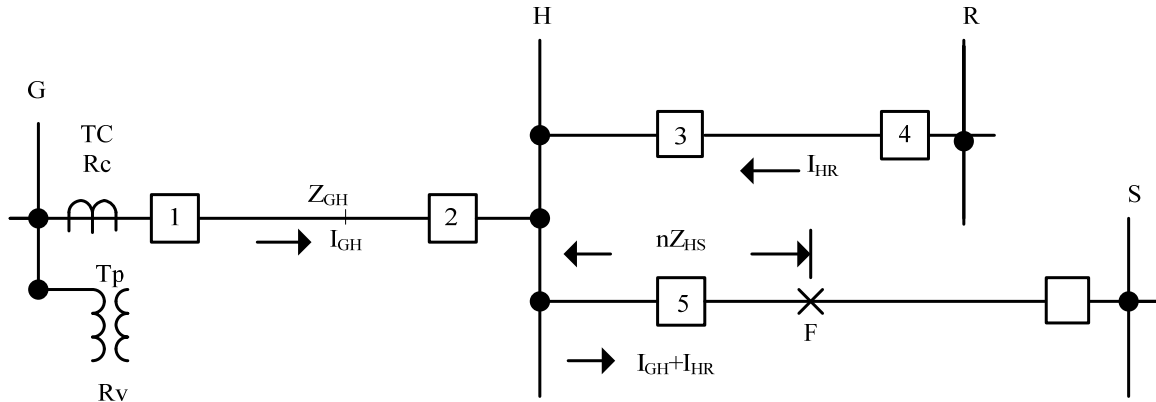 H
R
G
TC
Rc
3
4
I_HR
S
Z_GH
1
2
I_GH
nZ_HS
Tp
5
F
I_GH+I_HR
Rv